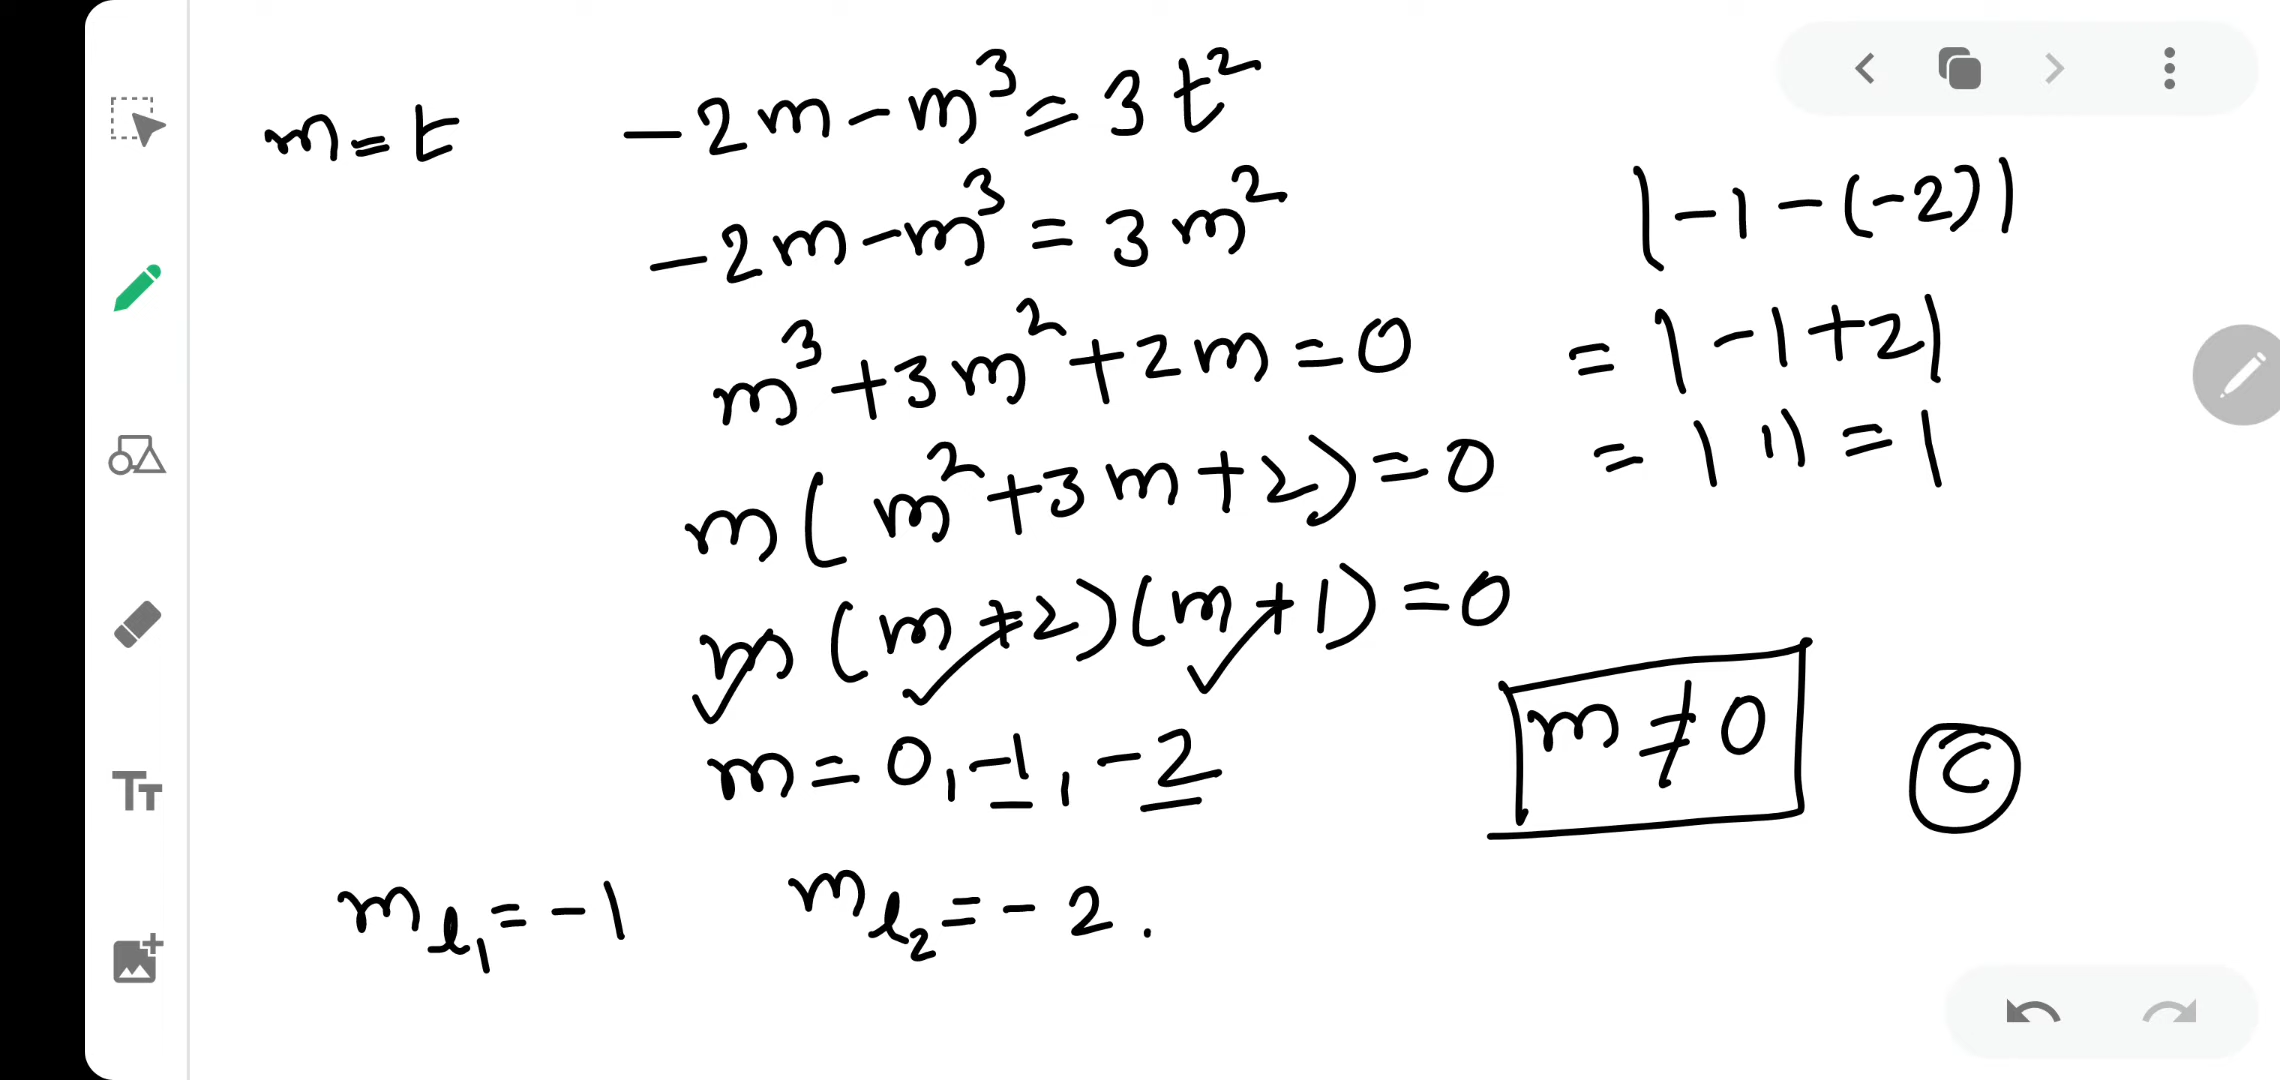 m = t
-2m - m³ = 3t²
-2m - m³ = 3m²
m³ + 3m² + 2m = 0
m(m² + 3m + 2) = 0
m(m + 2)(m + 1) = 0
m = 0, -1, -2
m_l₁ = -1
m_l₂ = -2.
|-1 - (-2)|
= |-1 + 2|
= |1| = 1
m ≠ 0
C
Tт